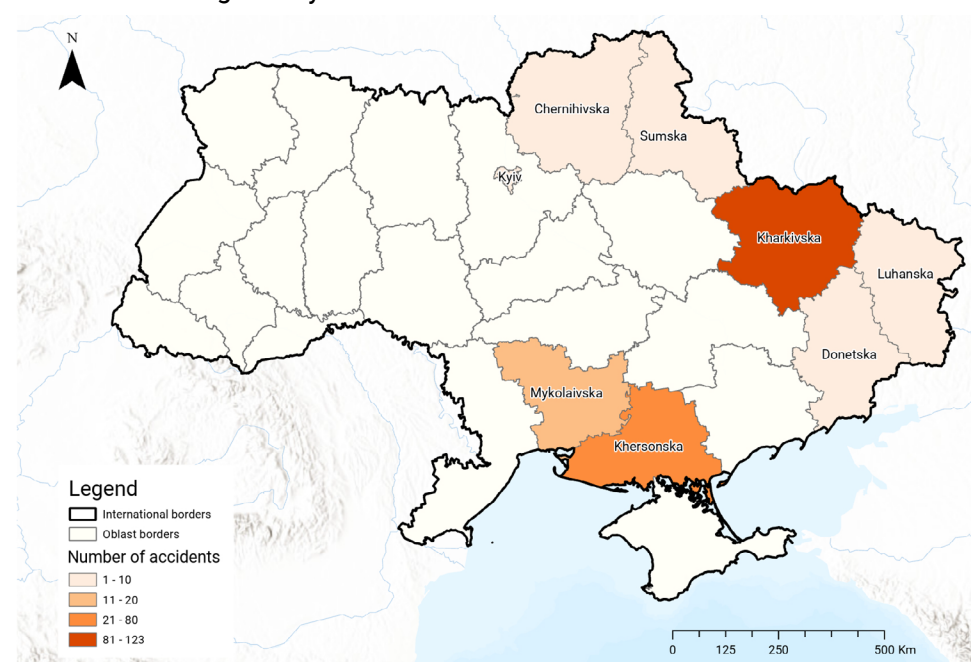 N
Chernihivska
Sumska
Kyiv
Kharkivska
Luhanska
Donetska
Mykolaivska
Khersonska
Legend
International borders
Oblast borders
Number of accidents
1 - 10
11 - 20
21 - 80
81 - 123
0 125 250 500 Km